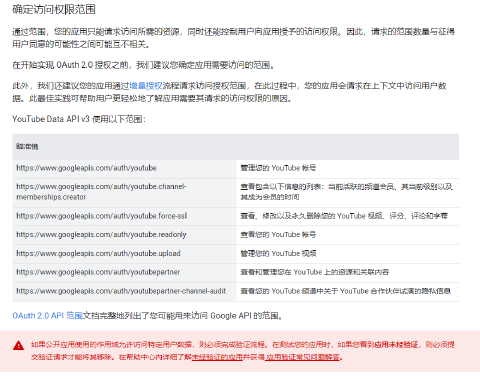 确定访问权限范围
通过范围，您的应用只能请求访问所需的资源，同时还能控制用户向应用授予的访问权限。因此，请求的范围数量与征得
用户同意的可能性之间可能互不相关。
在开始实现 OAuth 2.0 授权之前，我们建议您确定应用需要访问的范围。
此外，我们还建议您的应用通过增量授权流程请求访问授权范围，在此过程中，您的应用会请求在上下文中访问用户数
据。此最佳实践可帮助用户更轻松地了解应用需要其请求的访问权限的原因。
YouTube Data API v3 使用以下范围：
瞄准镜
https://www.googleapis.com/auth/youtube 管理您的 YouTube 帐号
https://www.googleapis.com/auth/youtube.channel- 查看包含以下信息的列表：当前活跃的频道会员、其当前级别以及
memberships.creator 其成为会员的时间
https://www.googleapis.com/auth/youtube.force-ssl 查看、修改以及永久删除您的 YouTube 视频、评分、评论和字幕
https://www.googleapis.com/auth/youtube.readonly 查看您的 YouTube 帐号
https://www.googleapis.com/auth/youtube.upload 管理您的 YouTube 视频
https://www.googleapis.com/auth/youtubepartner 查看和管理您在 YouTube 上的资源和关联内容
https://www.googleapis.com/auth/youtubepartner-channel-audit 查看您的 YouTube 频道中关于 YouTube 合作伙伴试演的隐私信息
OAuth 2.0 API 范围文档完整地列出了您可能用来访问 Google API 的范围。
如果公开应用使用的作用域允许访问特定用户数据，则必须完成验证流程。在测试您的应用时，如果您看到应用未经验证，则必须提
交验证请求才能将其移除。在帮助中心内详细了解未经验证的应用并获得 应用验证常见问题解答。